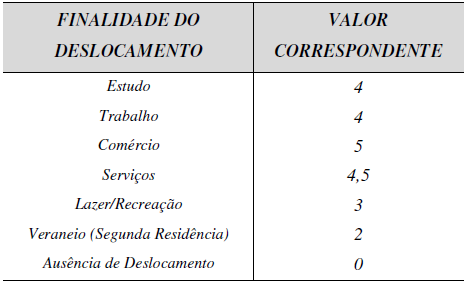 FINALIDADE DO DESLOCAMENTO VALOR CORRESPONDENTE
Estudo 4
Trabalho 4
Comércio 5
Serviços 4,5
Lazer/Recreação 3
Veraneio (Segunda Residência) 2
Ausência de Deslocamento 0